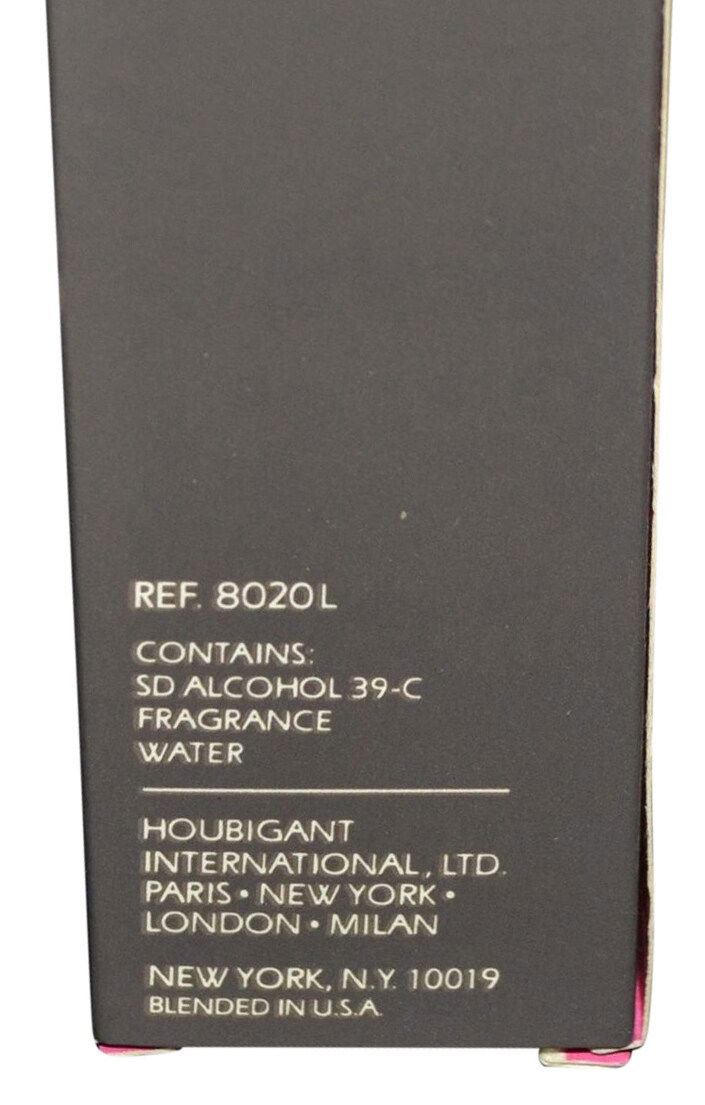 REF. 8020L
CONTAINS:
SD ALCOHOL 39-C
FRAGRANCE
WATER
HOUBIGANT
INTERNATIONAL, LTD.
PARIS • NEW YORK •
LONDON • MILAN
NEW YORK, N.Y. 10019
BLENDED IN U.S.A.